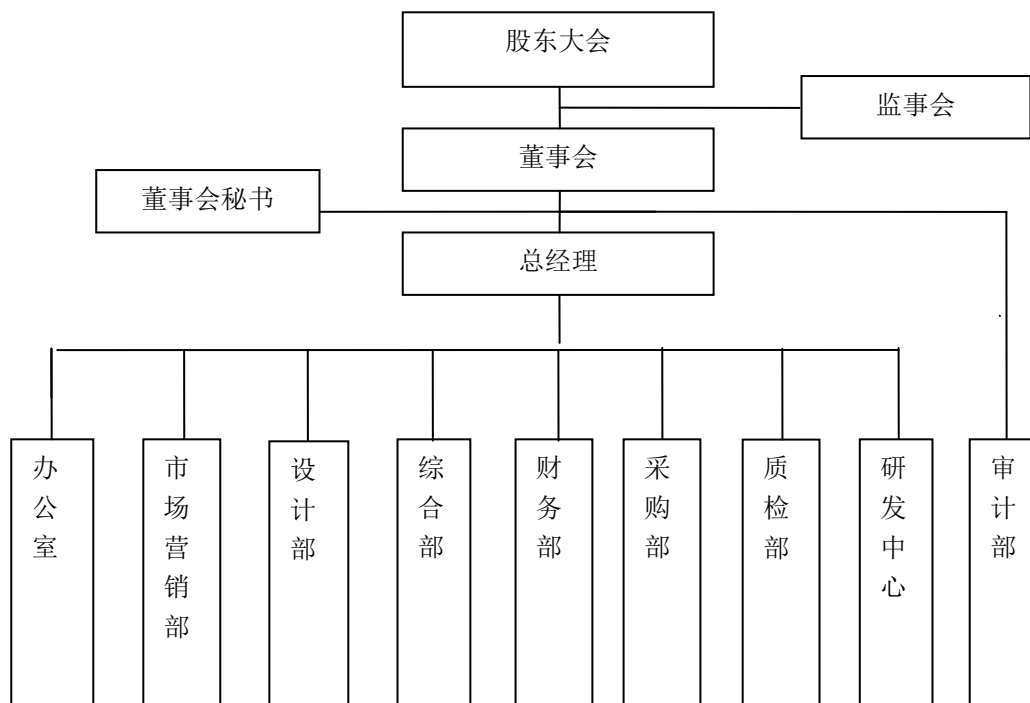 股东大会
监事会
董事会
董事会秘书
总经理
办公室
市场营销部
设计部
综合部
财务部
采购部
质检部
研发中心
审计部